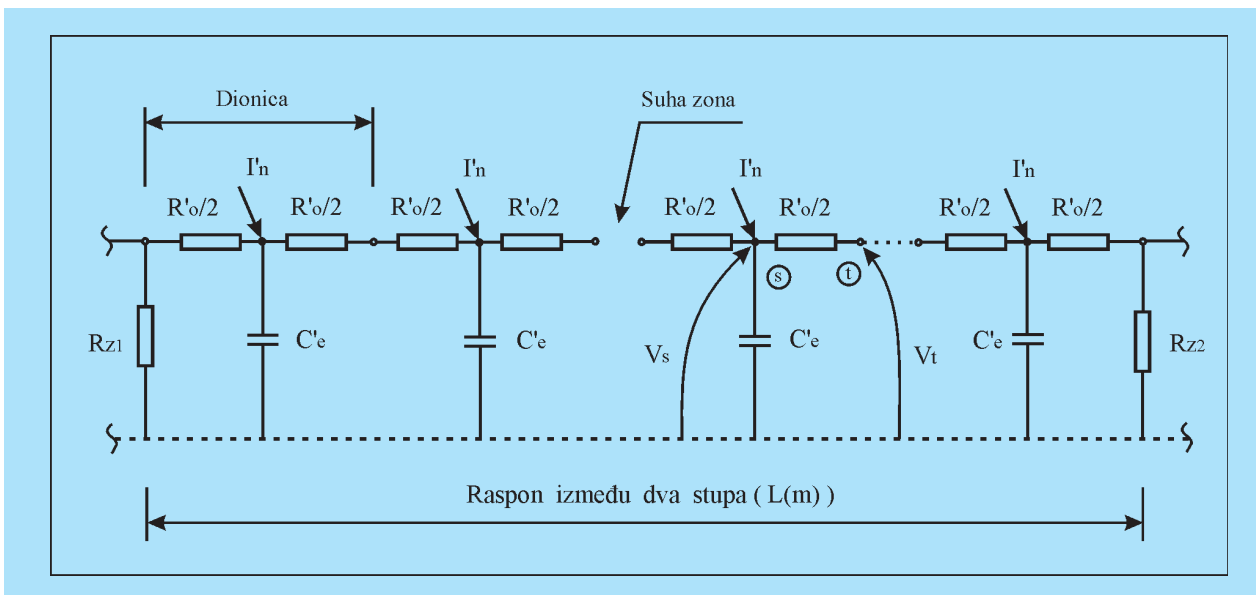 Dionica
Suha zona
I'n
I'n
I'n
I'n
R'o/2
R'o/2
R'o/2
R'o/2
R'o/2
R'o/2
R'o/2
R'o/2
s
t
Rz1
C'e
C'e
Vs
C'e
Vt
C'e
Rz2
Raspon između dva stupa ( L(m) )